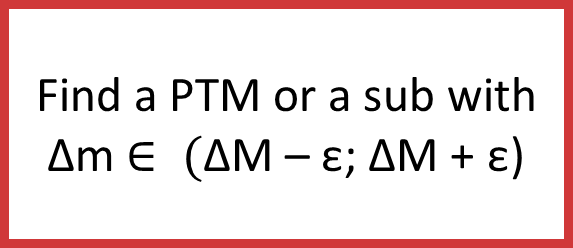 Find a PTM or a sub with
Δm ∈ (ΔM – ε; ΔM + ε)